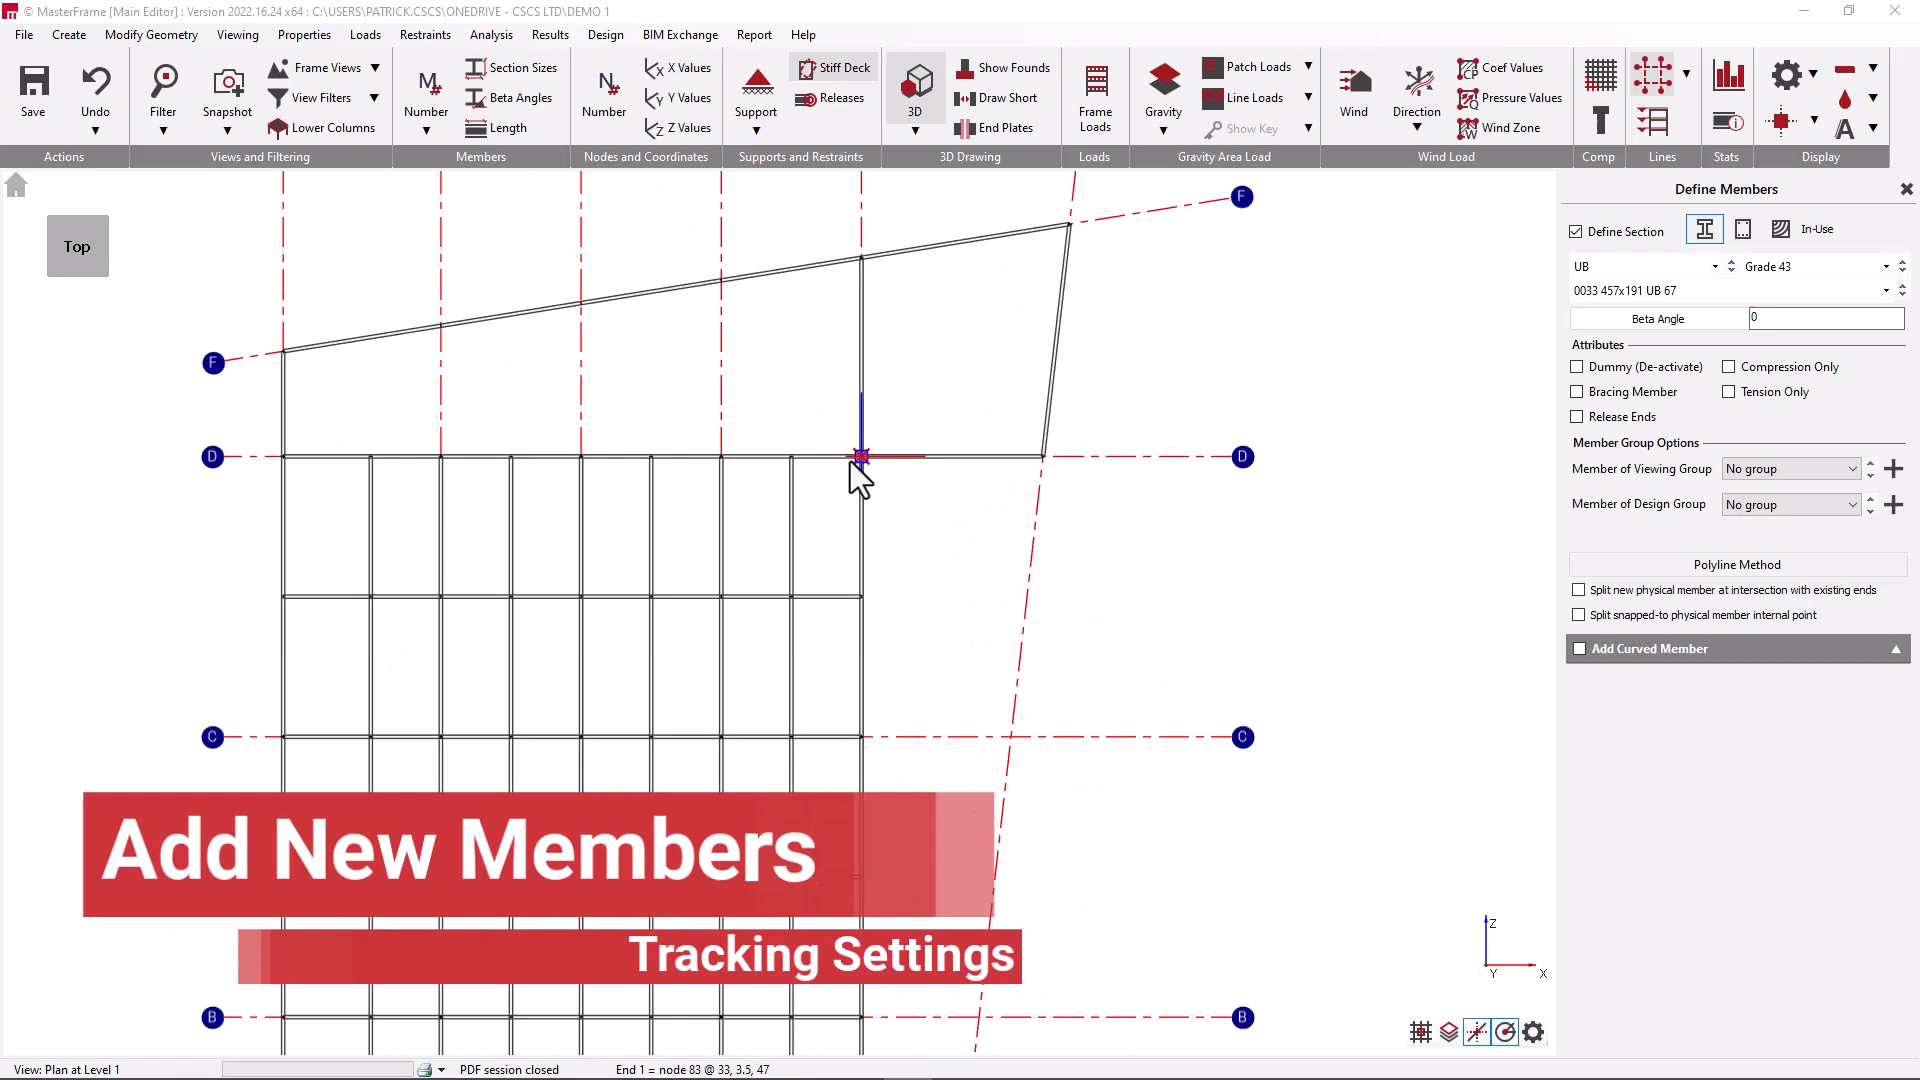 © MasterFrame [Main Editor] : Version 2022.16.24 x64 : C:\USERS\PATRICK.CSCS\ONEDRIVE - CSCS LTD\DEMO 1
File Create Modify Geometry Viewing Properties Loads Restraints Analysis Results Design BIM Exchange Report Help
Save
Undo
Actions
Filter
Snapshot
Frame Views
View Filters
Lower Columns
Views and Filtering
Number
Section Sizes
Beta Angles
Length
Members
Number
X Values
Y Values
Z Values
Nodes and Coordinates
Support
Stiff Deck
Releases
Supports and Restraints
3D
Show Founds
Draw Short
End Plates
3D Drawing
Frame Loads
Loads
Gravity
Patch Loads
Line Loads
Show Key
Gravity Area Load
Wind
Direction
Coef Values
Pressure Values
Wind Zone
Wind Load
Comp
Lines
Stats
Display
Top
F
F
D
D
C
C
B
B
Z
Y
X
Define Members
Define Section
In-Use
UB
Grade 43
0033 457x191 UB 67
Beta Angle
0
Attributes
Dummy (De-activate)
Compression Only
Bracing Member
Tension Only
Release Ends
Member Group Options
Member of Viewing Group
No group
Member of Design Group
No group
Polyline Method
Split new physical member at intersection with existing ends
Split snapped-to physical member internal point
Add Curved Member
Add New Members
Tracking Settings
View: Plan at Level 1
PDF session closed
End 1 = node 83 @ 33, 3.5, 47